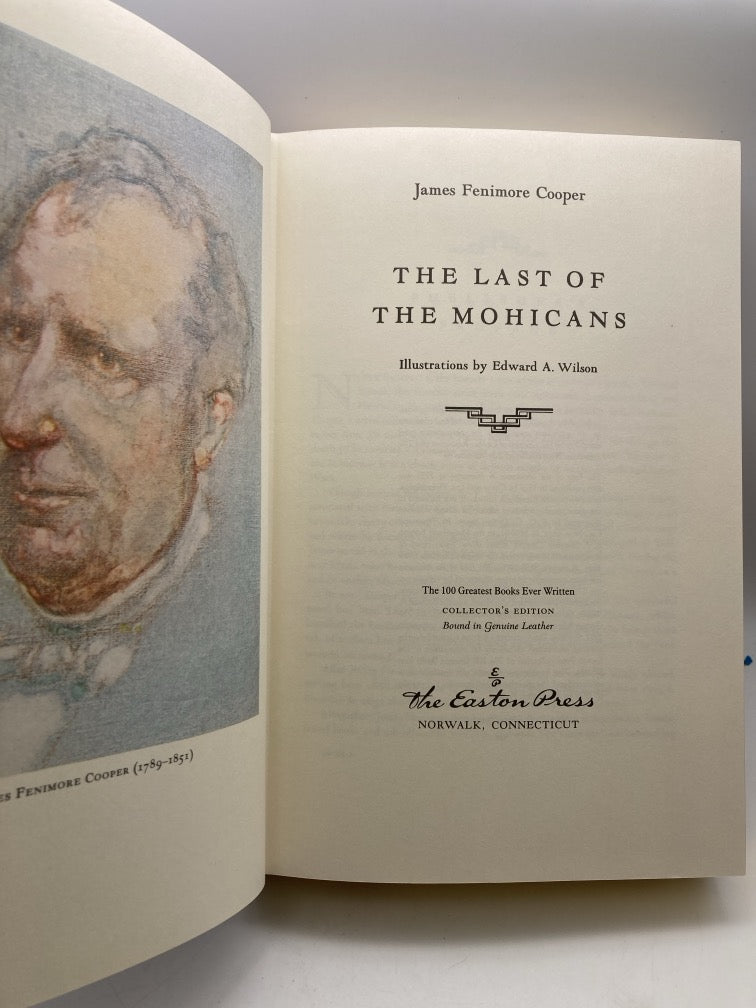 ES FENIMORE COOPER (1789–1851)
James Fenimore Cooper
THE LAST OF
THE MOHICANS
Illustrations by Edward A. Wilson
The 100 Greatest Books Ever Written
COLLECTOR'S EDITION
Bound in Genuine Leather
E
P
The Easton Press
NORWALK, CONNECTICUT